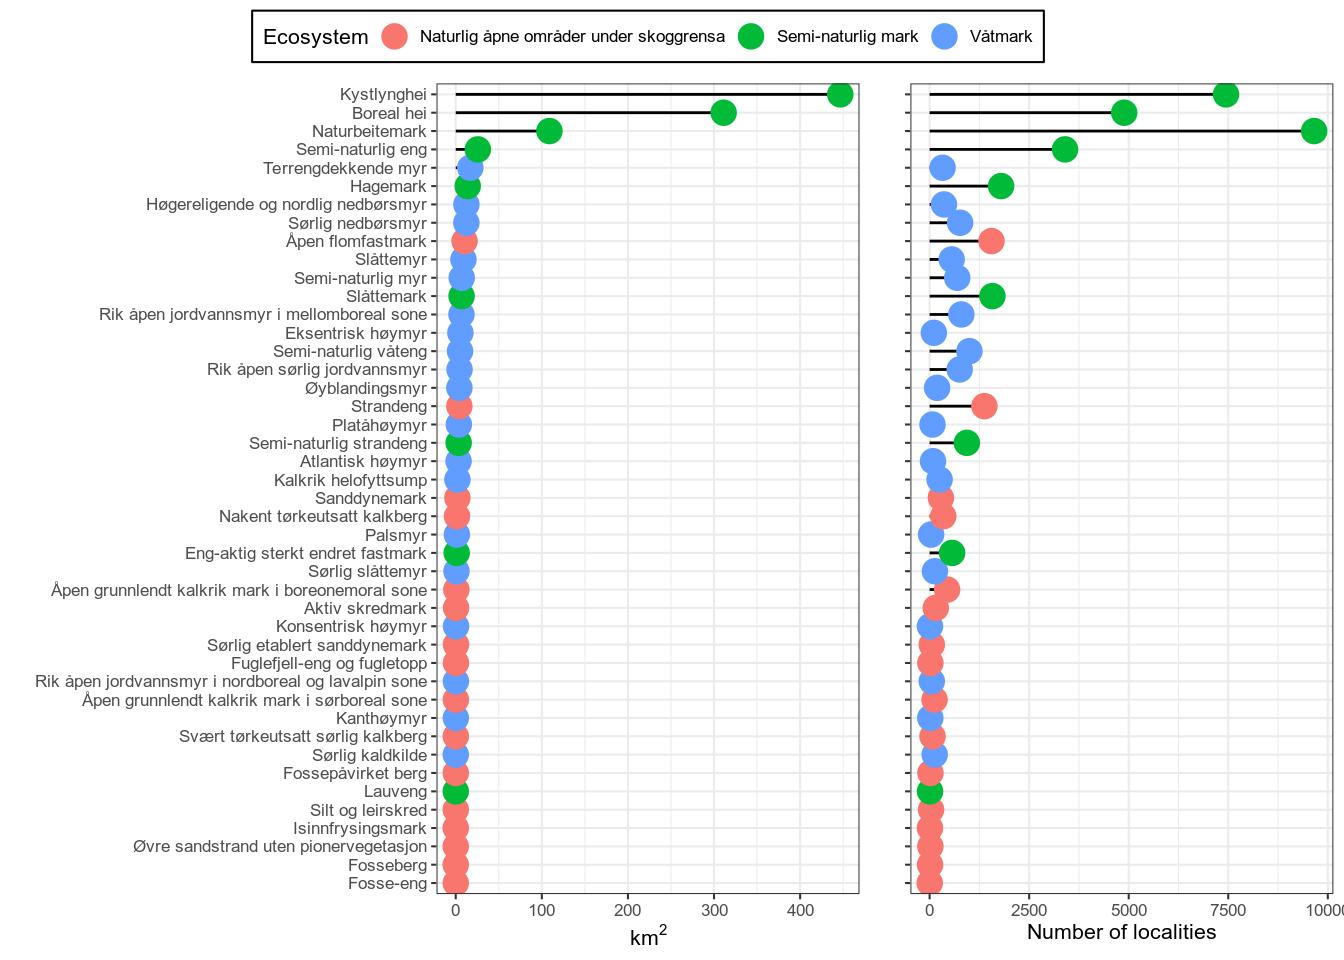 Ecosystem Naturlig åpne områder under skoggrensa Semi-naturlig mark Våtmark
Kystlynghei
Boreal hei
Naturbeitemark
Semi-naturlig eng
Terrengdekkende myr
Hagemark
Høgereligende og nordlig nedbørsmyr
Sørlig nedbørsmyr
Åpen flomfastmark
Slåttemyr
Semi-naturlig myr
Slåttemark
Rik åpen jordvannsmyr i mellomboreal sone
Eksentrisk høymyr
Semi-naturlig våteng
Rik åpen sørlig jordvannsmyr
Øyblandingsmyr
Strandeng
Platåhøymyr
Semi-naturlig strandeng
Atlantisk høymyr
Kalkrik helofyttsump
Sanddynemark
Nakent tørkeutsatt kalkberg
Palsmyr
Eng-aktig sterkt endret fastmark
Sørlig slåttemyr
Åpen grunnlendt kalkrik mark i boreonemoral sone
Aktiv skredmark
Konsentrisk høymyr
Sørlig etablert sanddynemark
Fuglefjell-eng og fugletopp
Rik åpen jordvannsmyr i nordboreal og lavalpin sone
Åpen grunnlendt kalkrik mark i sørboreal sone
Kanthøymyr
Svært tørkeutsatt sørlig kalkberg
Sørlig kaldkilde
Fossepåvirket berg
Lauveng
Silt og leirskred
Isinnfrysingsmark
Øvre sandstrand uten pionervegetasjon
Fosseberg
Fosse-eng
0 100 200 300 400
km²
0 2500 5000 7500 10000
Number of localities